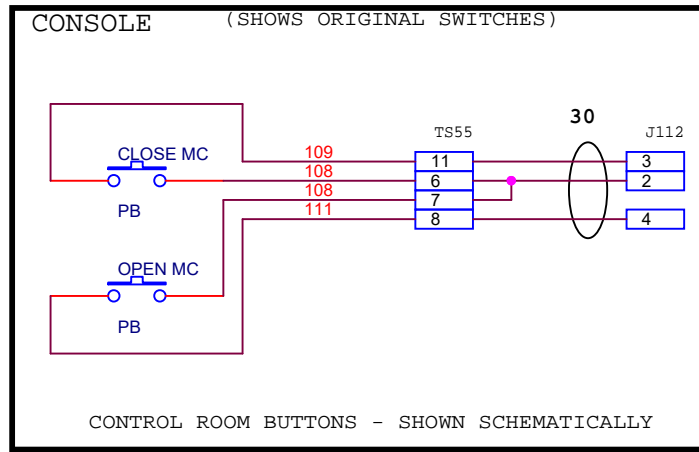 CONSOLE (SHOWS ORIGINAL SWITCHES)
30
TS55 J112
CLOSE MC 109 11 3
108 6 2
PB 108 7
111 8 4
OPEN MC
PB
CONTROL ROOM BUTTONS - SHOWN SCHEMATICALLY